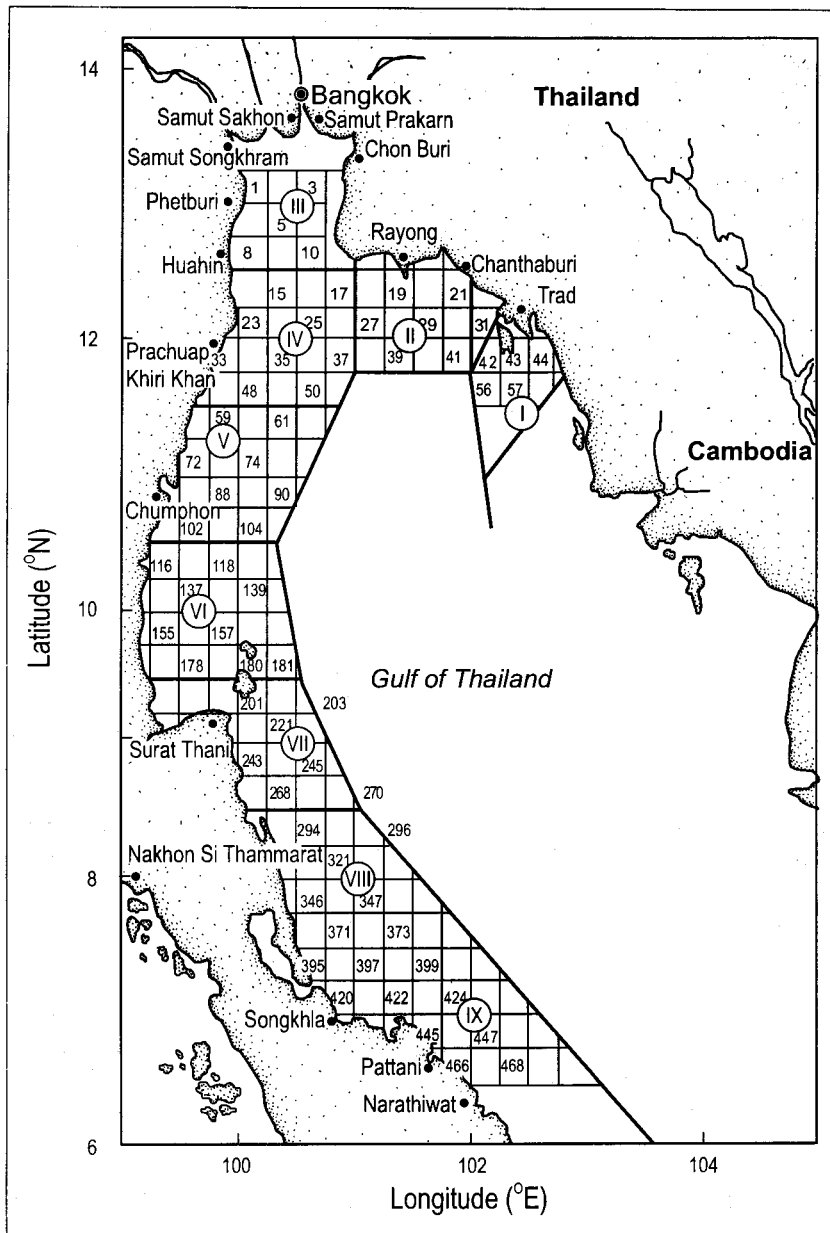 14
Bangkok
Thailand
Samut Sakhon
Samut Prakarn
Samut Songkhram
Chon Buri
1
3
Phetburi
III
5
Rayong
8
10
Huahin
Chanthaburi
15
17
19
21
Trad
12
23
25
27
29
31
IV
II
Prachuap
Khiri Khan
33
35
37
39
41
42
43
44
48
50
56
57
I
59
61
V
Cambodia
72
74
88
90
Chumphon
102
104
116
118
137
139
10
VI
155
157
178
180
181
Gulf of Thailand
201
203
221
Surat Thani
VII
243
245
268
270
294
296
Nakhon Si Thammarat
321
8
VIII
346
347
371
373
395
397
399
420
422
424
Songkhla
IX
445
447
Pattani
466
468
Narathiwat
6
100
102
104
Latitude (°N)
Longitude (°E)